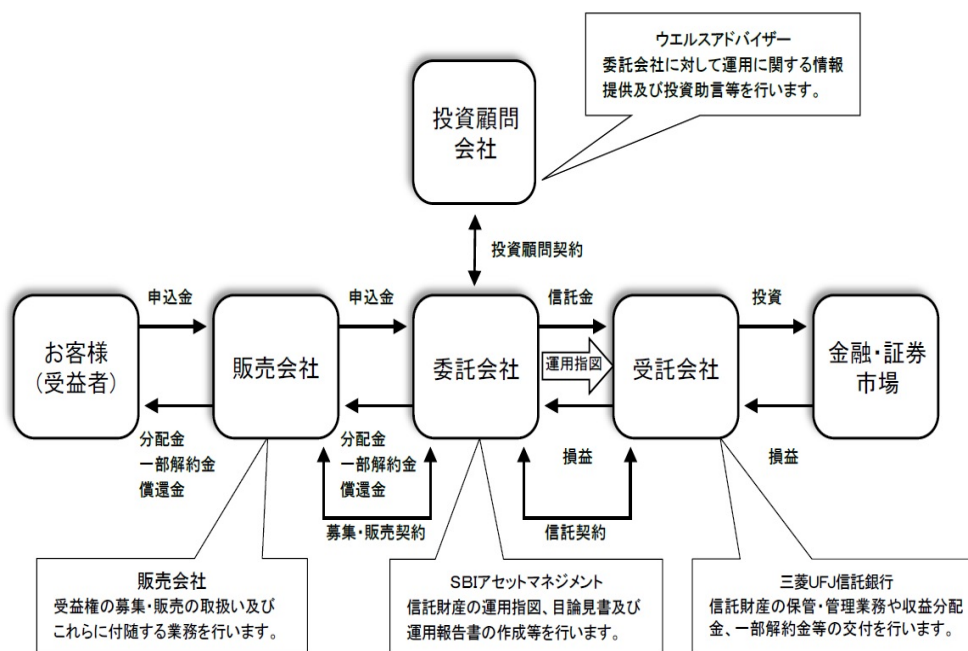 ウエルスアドバイザー
委託会社に対して運用に関する情報
提供及び投資助言等を行います。
投資顧問
会社
投資顧問契約
申込金
申込金
信託金
投資
お客様
(受益者)
販売会社
委託会社
運用指図
受託会社
金融・証券
市場
分配金
一部解約金
償還金
分配金
一部解約金
償還金
損益
損益
募集・販売契約
信託契約
販売会社
受益権の募集・販売の取扱い及び
これらに付随する業務を行います。
SBIアセットマネジメント
信託財産の運用指図、目論見書及び
運用報告書の作成等を行います。
三菱UFJ信託銀行
信託財産の保管・管理業務や収益分配
金、一部解約金等の交付を行います。